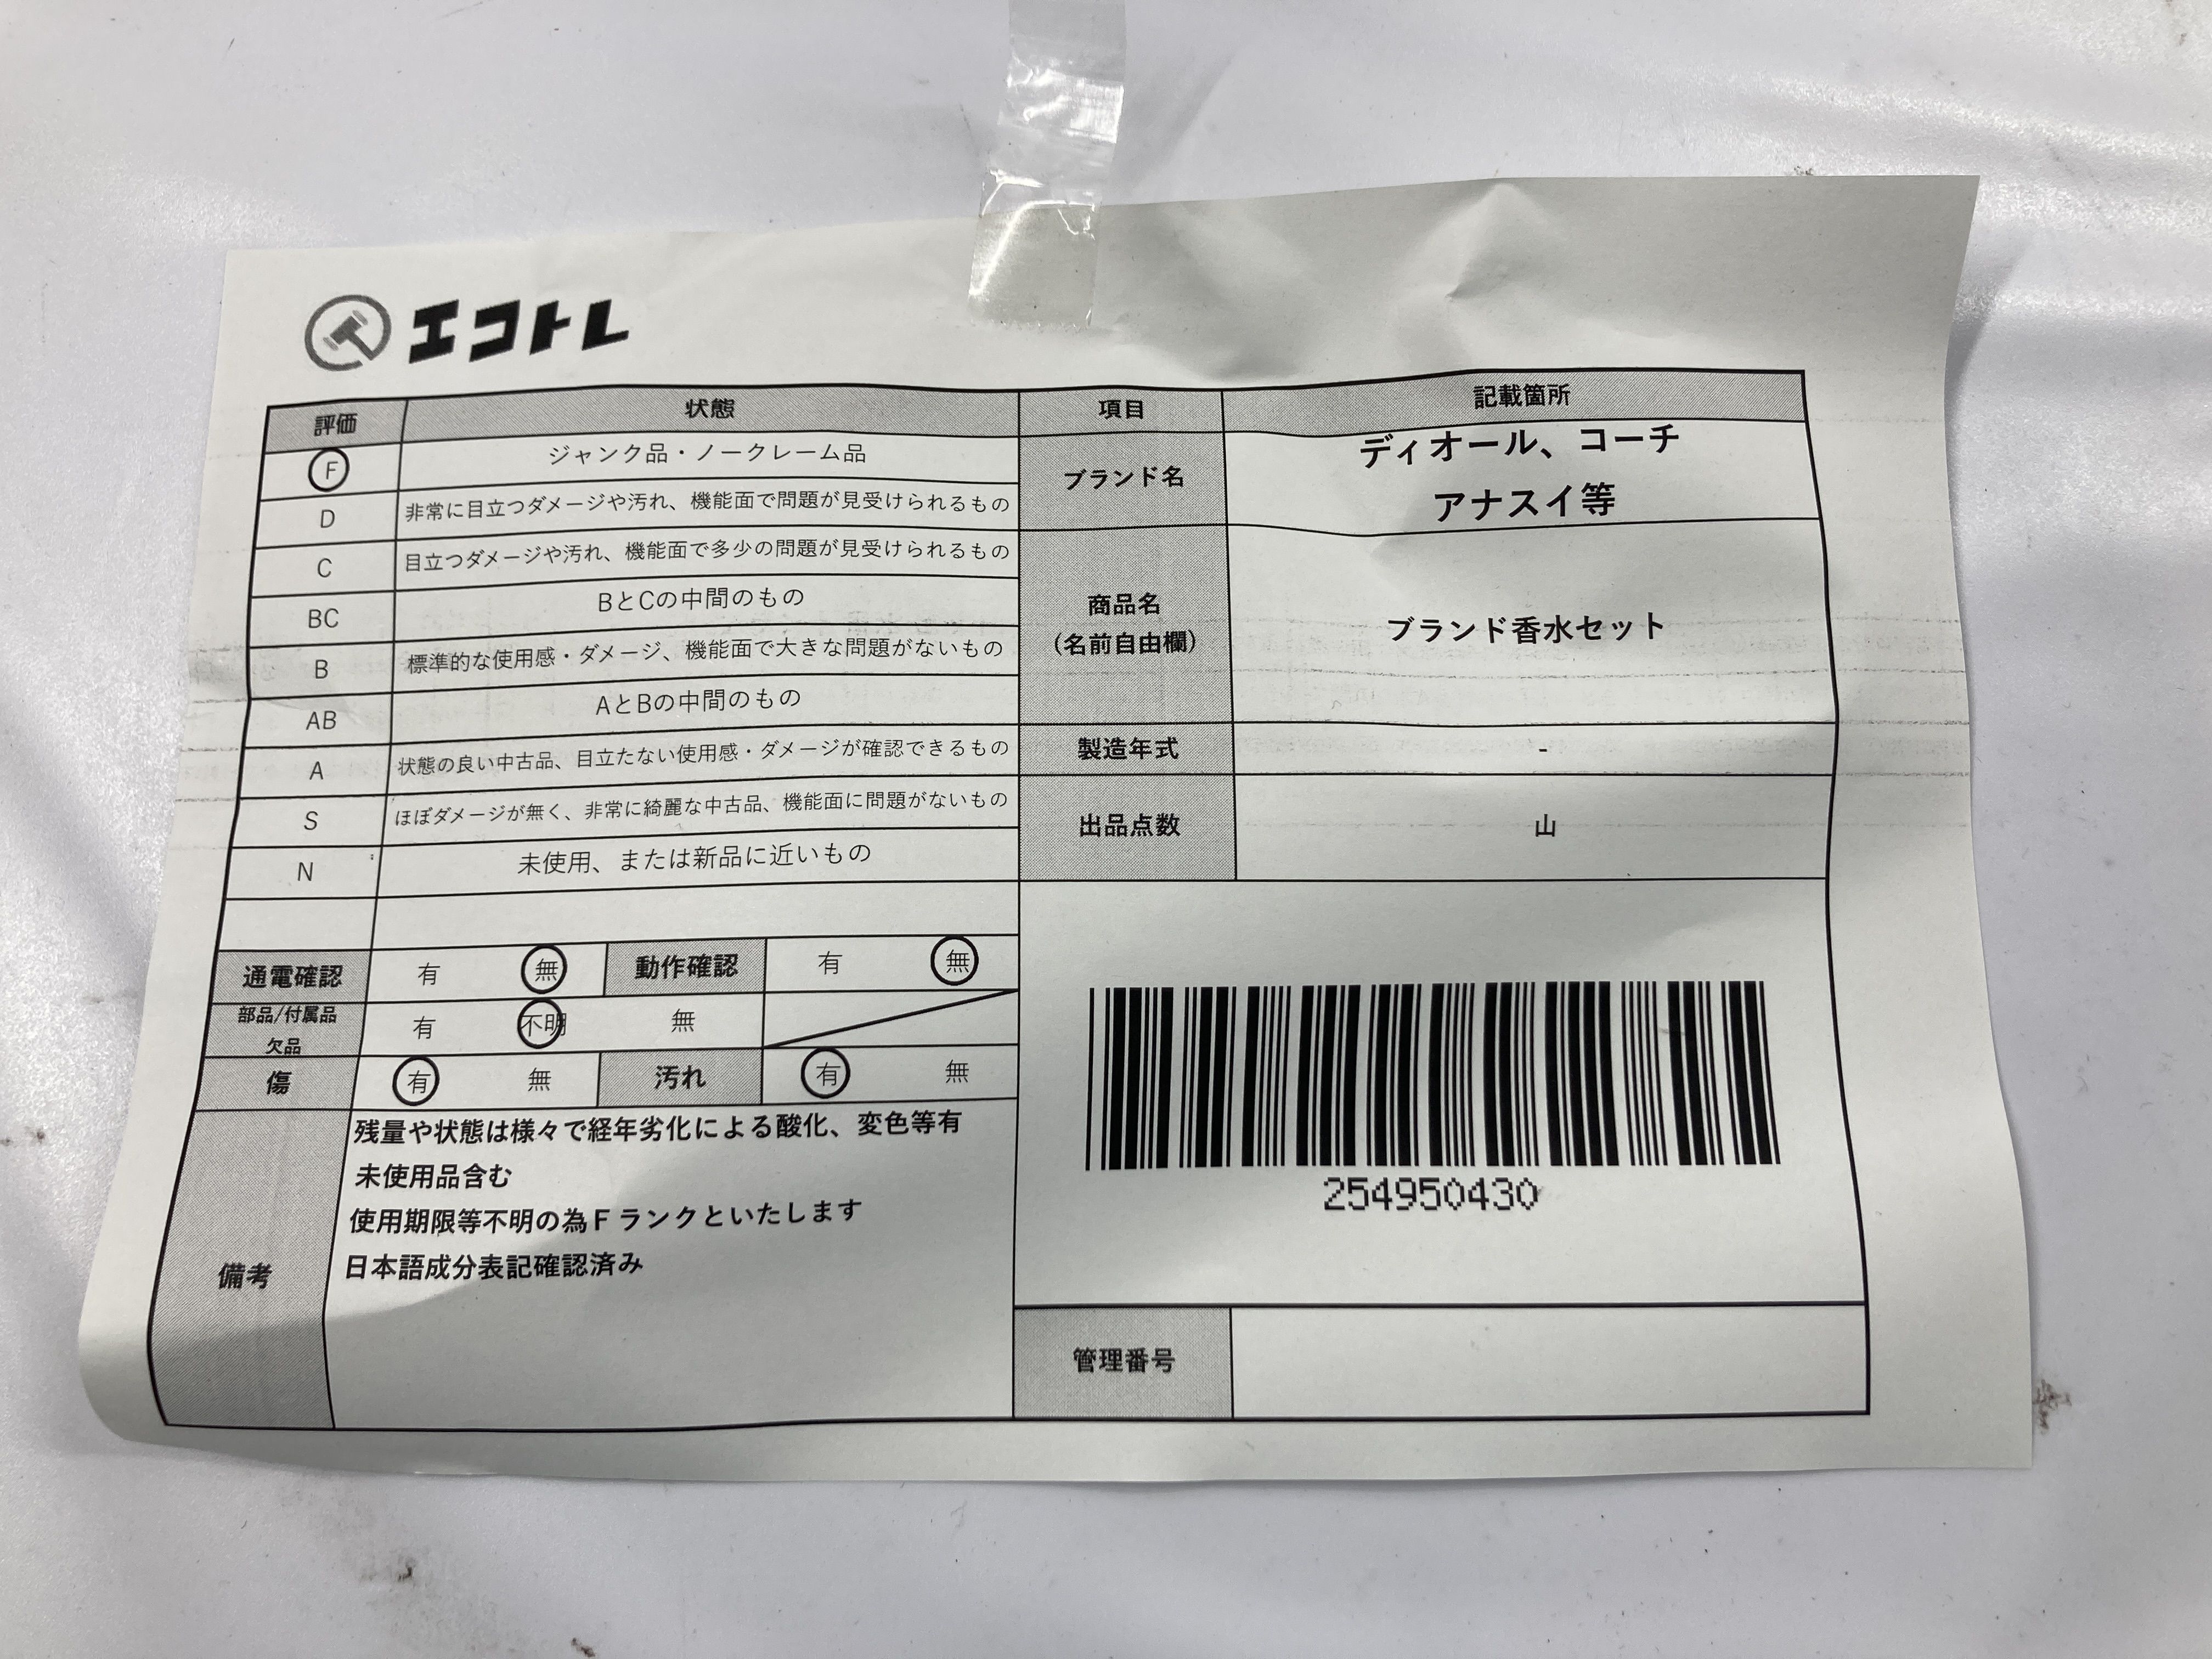 エコトレ
評価 状態 項目 記載箇所
F ジャンク品・ノークレーム品
D 非常に目立つダメージや汚れ、機能面で問題が見受けられるもの
C 目立つダメージや汚れ、機能面で多少の問題が見受けられるもの
BC BとCの中間のもの
B 標準的な使用感・ダメージ、機能面で大きな問題がないもの
AB AとBの中間のもの
A 状態の良い中古品、目立たない使用感・ダメージが確認できるもの
S ほぼダメージが無く、非常に綺麗な中古品、機能面に問題がないもの
N 未使用、または新品に近いもの
通電確認 有 無 動作確認 有 無
部品/付属品
欠品 有 不明 無
傷 有 無 汚れ 有 無
備考
残量や状態は様々で経年劣化による酸化、変色等有
未使用品含む
使用期限等不明の為Fランクといたします
日本語成分表記確認済み
ブランド名
ディオール、コーチ
アナスイ等
商品名
(名前自由欄)
ブランド香水セット
製造年式 -
出品点数 山
254950430
管理番号